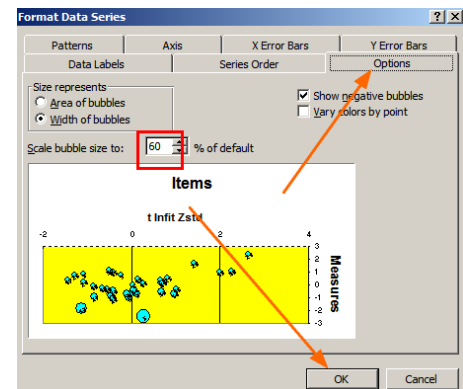 Format Data Series
Patterns Axis X Error Bars Y Error Bars
Data Labels Series Order Options
Size represents
Area of bubbles
Width of bubbles
Show negative bubbles
Vary colors by point
Scale bubble size to: 60 % of default
Items
t Infit Zstd
-2 0 2 4
3
2
1
0
-1
-2
-3
Measures
OK Cancel